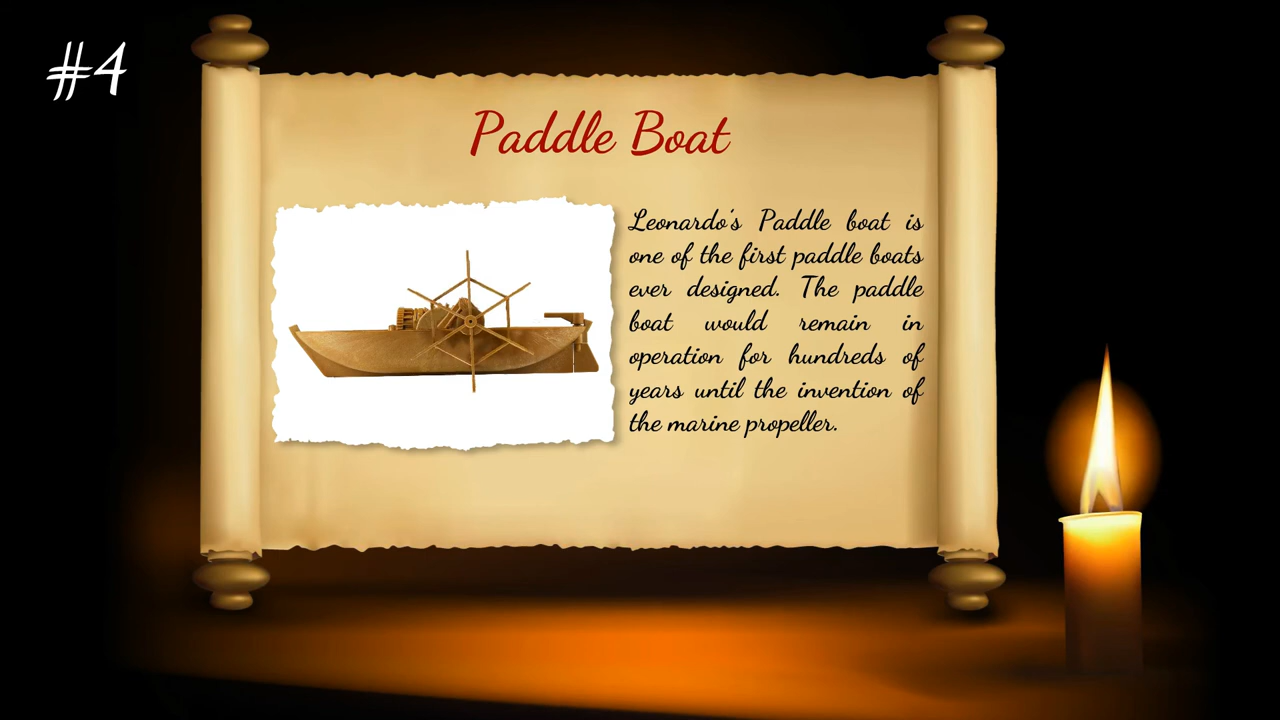 #4
Paddle Boat
Leonardo's Paddle boat is
one of the first paddle boats
ever designed. The paddle
boat would remain in
operation for hundreds of
years until the invention of
the marine propeller.